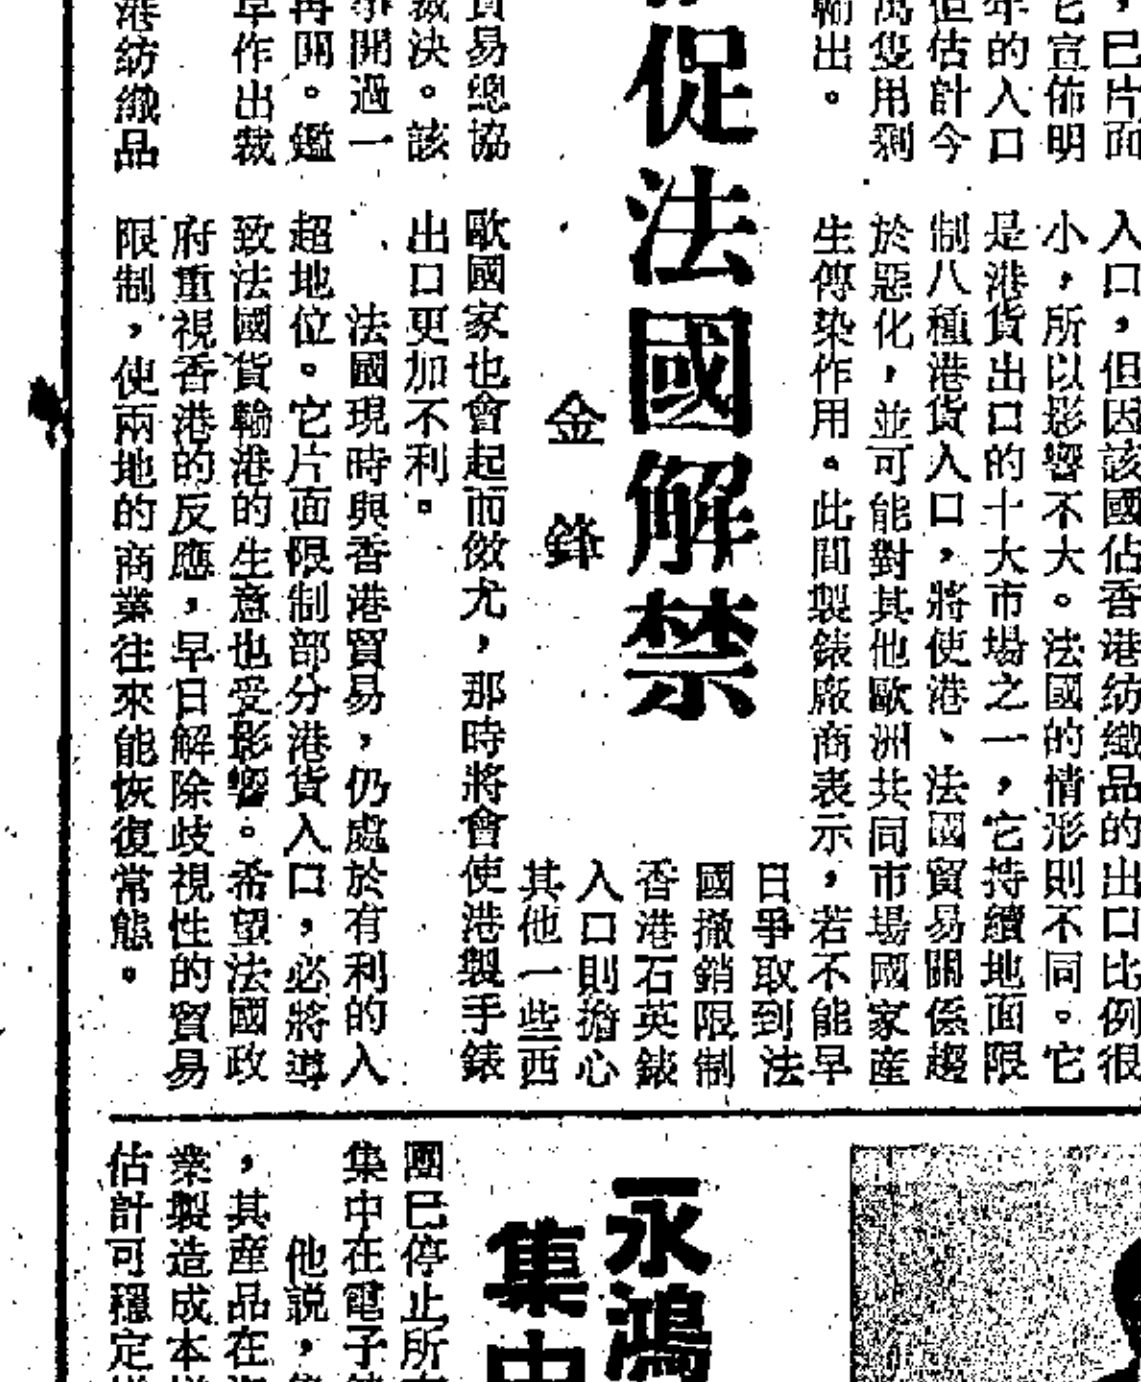 ，已片面
它宣佈明
年的入口
但估計今
萬隻用剩
輸出。
促法國解禁
金鋒
貿易總協
裁決。該
事開過一
再開。鑑
早作出裁
港紡織品
入口，但因該國佔香港紡織品的出口比例很
小，所以影響不大。法國的情形則不同。它
是港貨出口的十大市場之一，它持續地面限
制八種港貨入口，將使港、法國貿易關係趨
於惡化，並可能對其他歐洲共同市場國家産
生傳染作用。此間製錶廠商表示，若不能早
日爭取到法
國撤銷限制
香港石英錶
入口則擔心
其他一些西
歐國家也會起而傚尤，那時將會使港製手錶
出口更加不利。
法國現時與香港貿易，仍處於有利的入
超地位。它片面限制部分港貨入口，必將導
致法國貨輸港的生意也受影響。希望法國政
府重視香港的反應，早日解除歧視性的貿易
限制，使兩地的商業往來能恢復常態。
永鴻
集中
團已停止所
集中在電子
他説，
，其産品在
業製造成本
估計可穩定